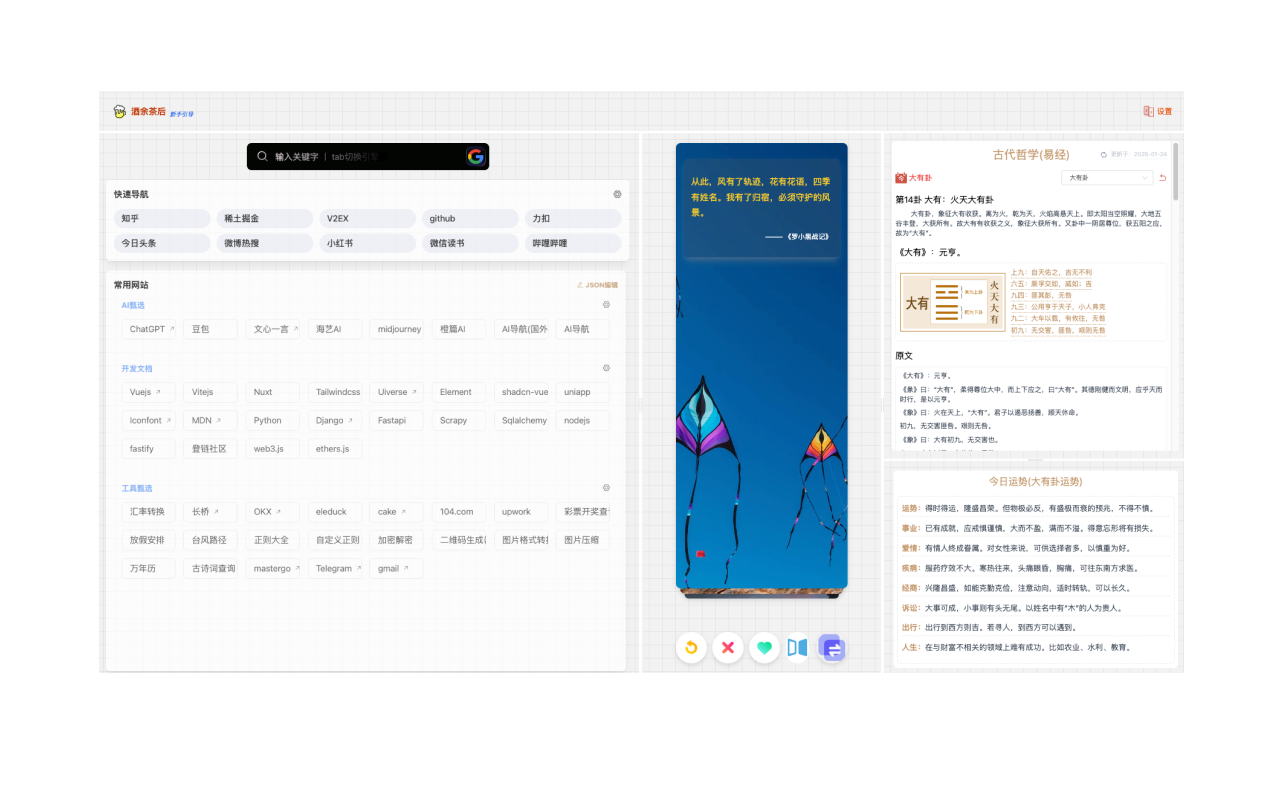 酒余茶后 新手引导
设置
输入关键字 | tab切换引擎
快速导航
知乎 稀土掘金 V2EX github 力扣
今日头条 微博热搜 小红书 微信读书 哔哩哔哩
常用网站 JSON编辑
AI甄选
ChatGPT 豆包 文心一言 海艺AI midjourney 橙篇AI AI导航(国外 AI导航
开发文档
Vuejs Vitejs Nuxt Tailwindcss Uiverse Element shadcn-vue uniapp
Iconfont MDN Python Django Fastapi Scrapy Sqlalchemy nodejs
fastify 登链社区 web3.js ethers.js
工具甄选
汇率转换 长桥 OKX eleduck cake 104.com upwork 彩票开奖查
放假安排 台风路径 正则大全 自定义正则 加密解密 二维码生成( 图片格式转 图片压缩
万年历 古诗词查询 mastergo Telegram gmail
从此，风有了轨迹，花有花语，四季
有姓名。我有了归宿，必须守护的风
景。
——《罗小黑战记》
古代哲学(易经) 更新于：2026-01-24
大有卦 大有卦
第14卦 大有：火天大有卦
大有卦，象征大有收获。离为火，乾为天，火焰高悬天上。即太阳当空照耀，大地五
谷丰登，大获所有。故大有有收获之义，象征大获所有。又卦中一阴居尊位，获五阳之应，
故为“大有”。
《大有》：元亨。
大有 离为上卦 乾为下卦 火天大有
上九：自天佑之，吉无不利
六五：厥孚交如，威如：吉
九四：匪其彭，无咎
九三：公用亨于天子，小人弗克
九二：大车以载，有攸往，无咎
初九：无交害，匪咎，艰则无咎
原文
《大有》：元亨。
《彖》曰：“大有”，柔得尊位大中，而上下应之，曰“大有”。其德刚健而文明，应乎天而
时行，是以元亨。
《象》曰：火在天上，“大有”。君子以遏恶扬善，顺天休命。
初九，无交害匪咎。艰则无咎。
《象》曰：大有初九，无交害也。
今日运势(大有卦运势)
运势：得时得运，隆盛昌荣。但物极必反，有盛极而衰的预兆，不得不慎。
事业：已有成就，应戒惧谨慎，大而不盈，满而不溢。得意忘形将有损失。
爱情：有情人终成眷属。对女性来说，可供选择者多，以慎重为好。
疾病：服药疗效不大。寒热往来，头痛眼昏，胸痛，可往东南方求医。
经商：兴隆昌盛，如能克勤克俭，注意动向，适时转轨，可以长久。
诉讼：大事可成，小事则有头无尾。以姓名中有“木”的人为贵人。
出行：出行到西方则吉。若寻人，到西方可以遇到。
人生：在与财富不相关的领域上难有成功。比如农业、水利、教育。